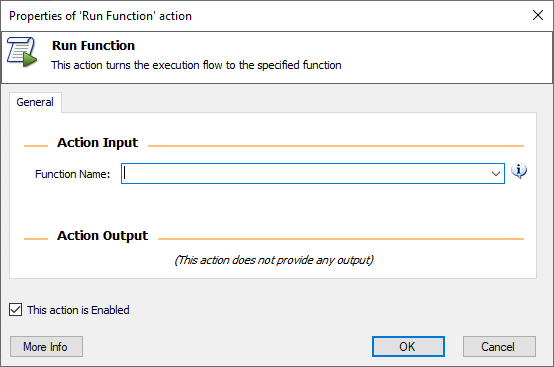 Properties of 'Run Function' action
Run Function
This action turns the execution flow to the specified function
General
Action Input
Function Name:
Action Output
(This action does not provide any output)
This action is Enabled
More Info
OK
Cancel